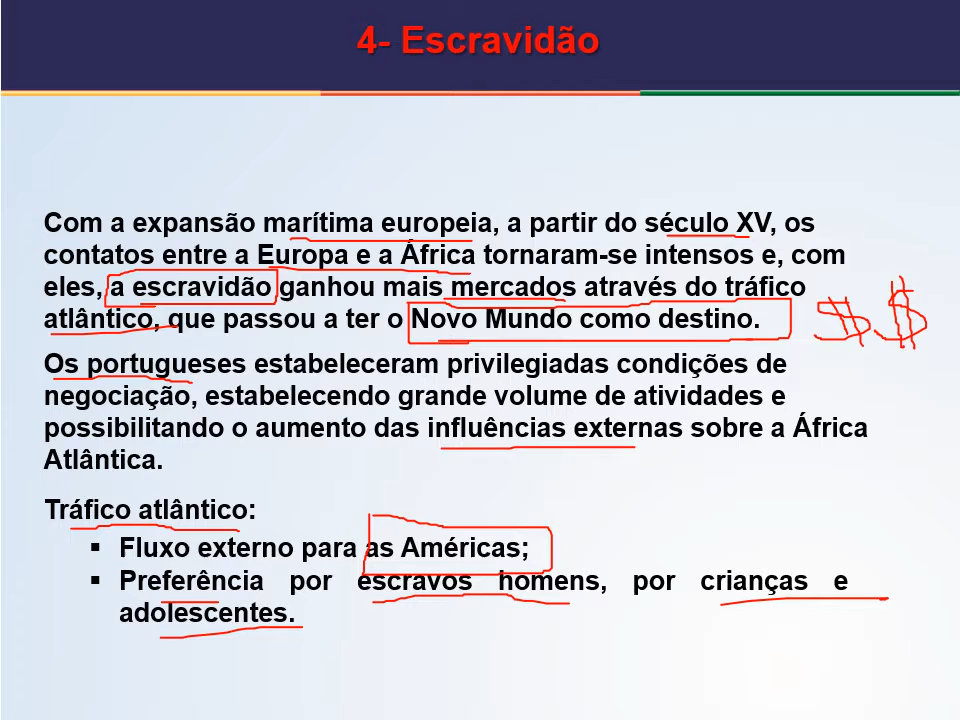 4- Escravidão
Com a expansão marítima europeia, a partir do século XV, os
contatos entre a Europa e a África tornaram-se intensos e, com
eles, a escravidão ganhou mais mercados através do tráfico
atlântico, que passou a ter o Novo Mundo como destino.
$ $
Os portugueses estabeleceram privilegiadas condições de
negociação, estabelecendo grande volume de atividades e
possibilitando o aumento das influências externas sobre a África
Atlântica.
Tráfico atlântico:
▪ Fluxo externo para as Américas;
▪ Preferência por escravos homens, por crianças e
adolescentes.